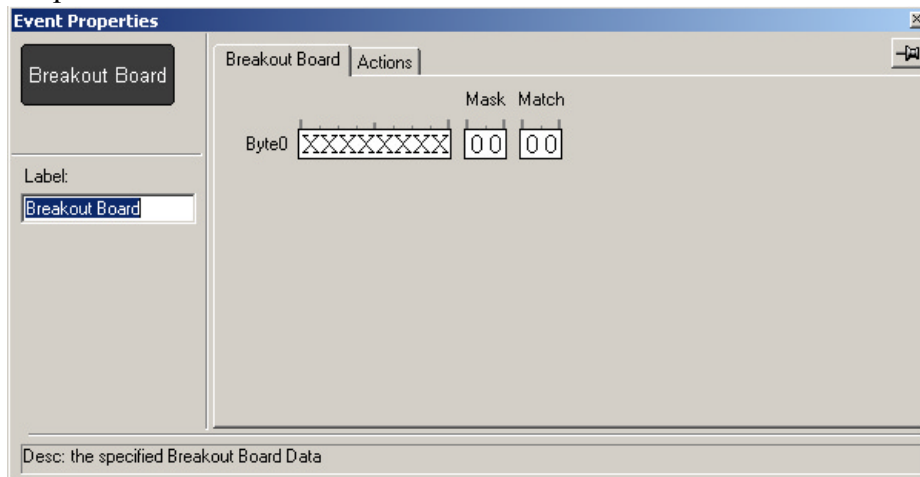 Event Properties
Breakout Board
Breakout Board Actions
Mask Match
Byte0 XXXXXXXX 00 00
Label:
Breakout Board
Desc: the specified Breakout Board Data